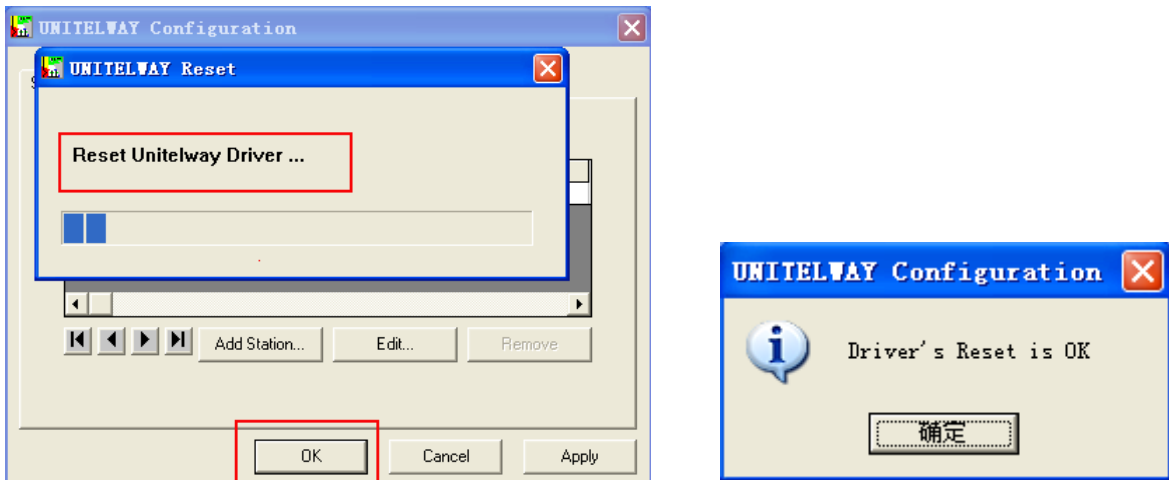 UNITELWAY Configuration
UNITELWAY Reset
Reset Unitelway Driver ...
Add Station...
Edit...
Remove
OK
Cancel
Apply
UNITELWAY Configuration
Driver's Reset is OK
确定